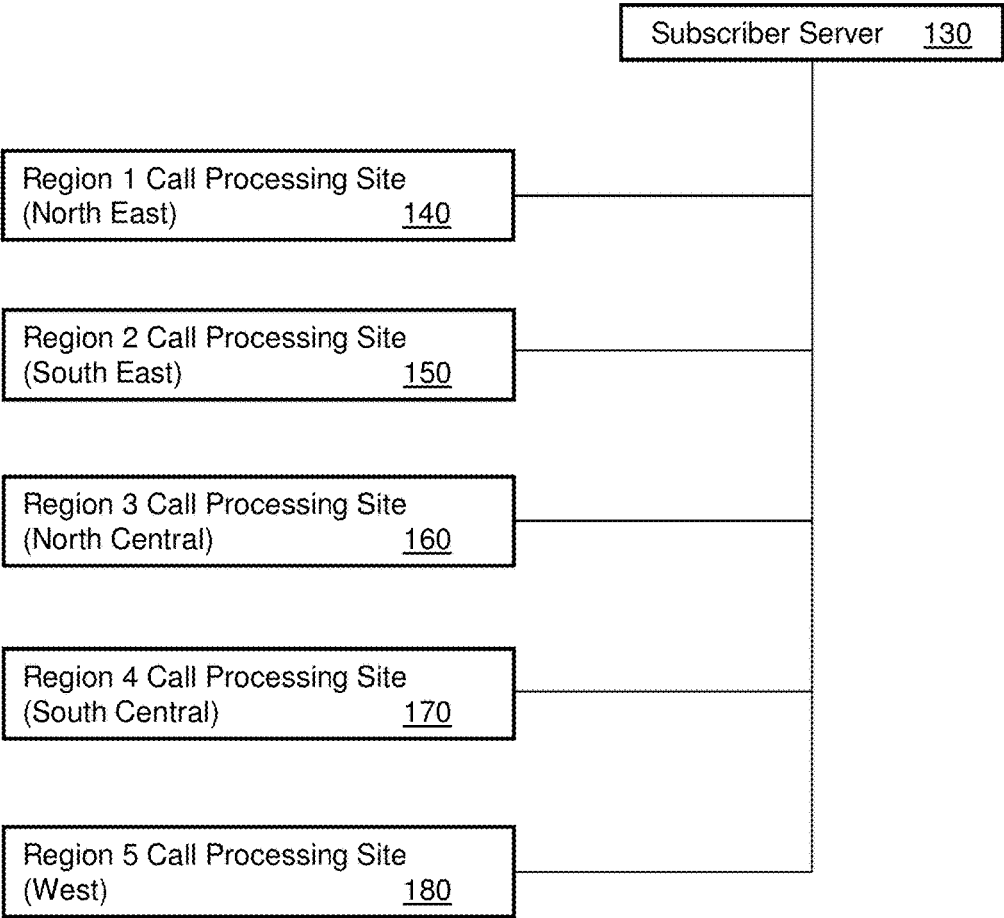 Subscriber Server 130
Region 1 Call Processing Site
(North East) 140
Region 2 Call Processing Site
(South East) 150
Region 3 Call Processing Site
(North Central) 160
Region 4 Call Processing Site
(South Central) 170
Region 5 Call Processing Site
(West) 180